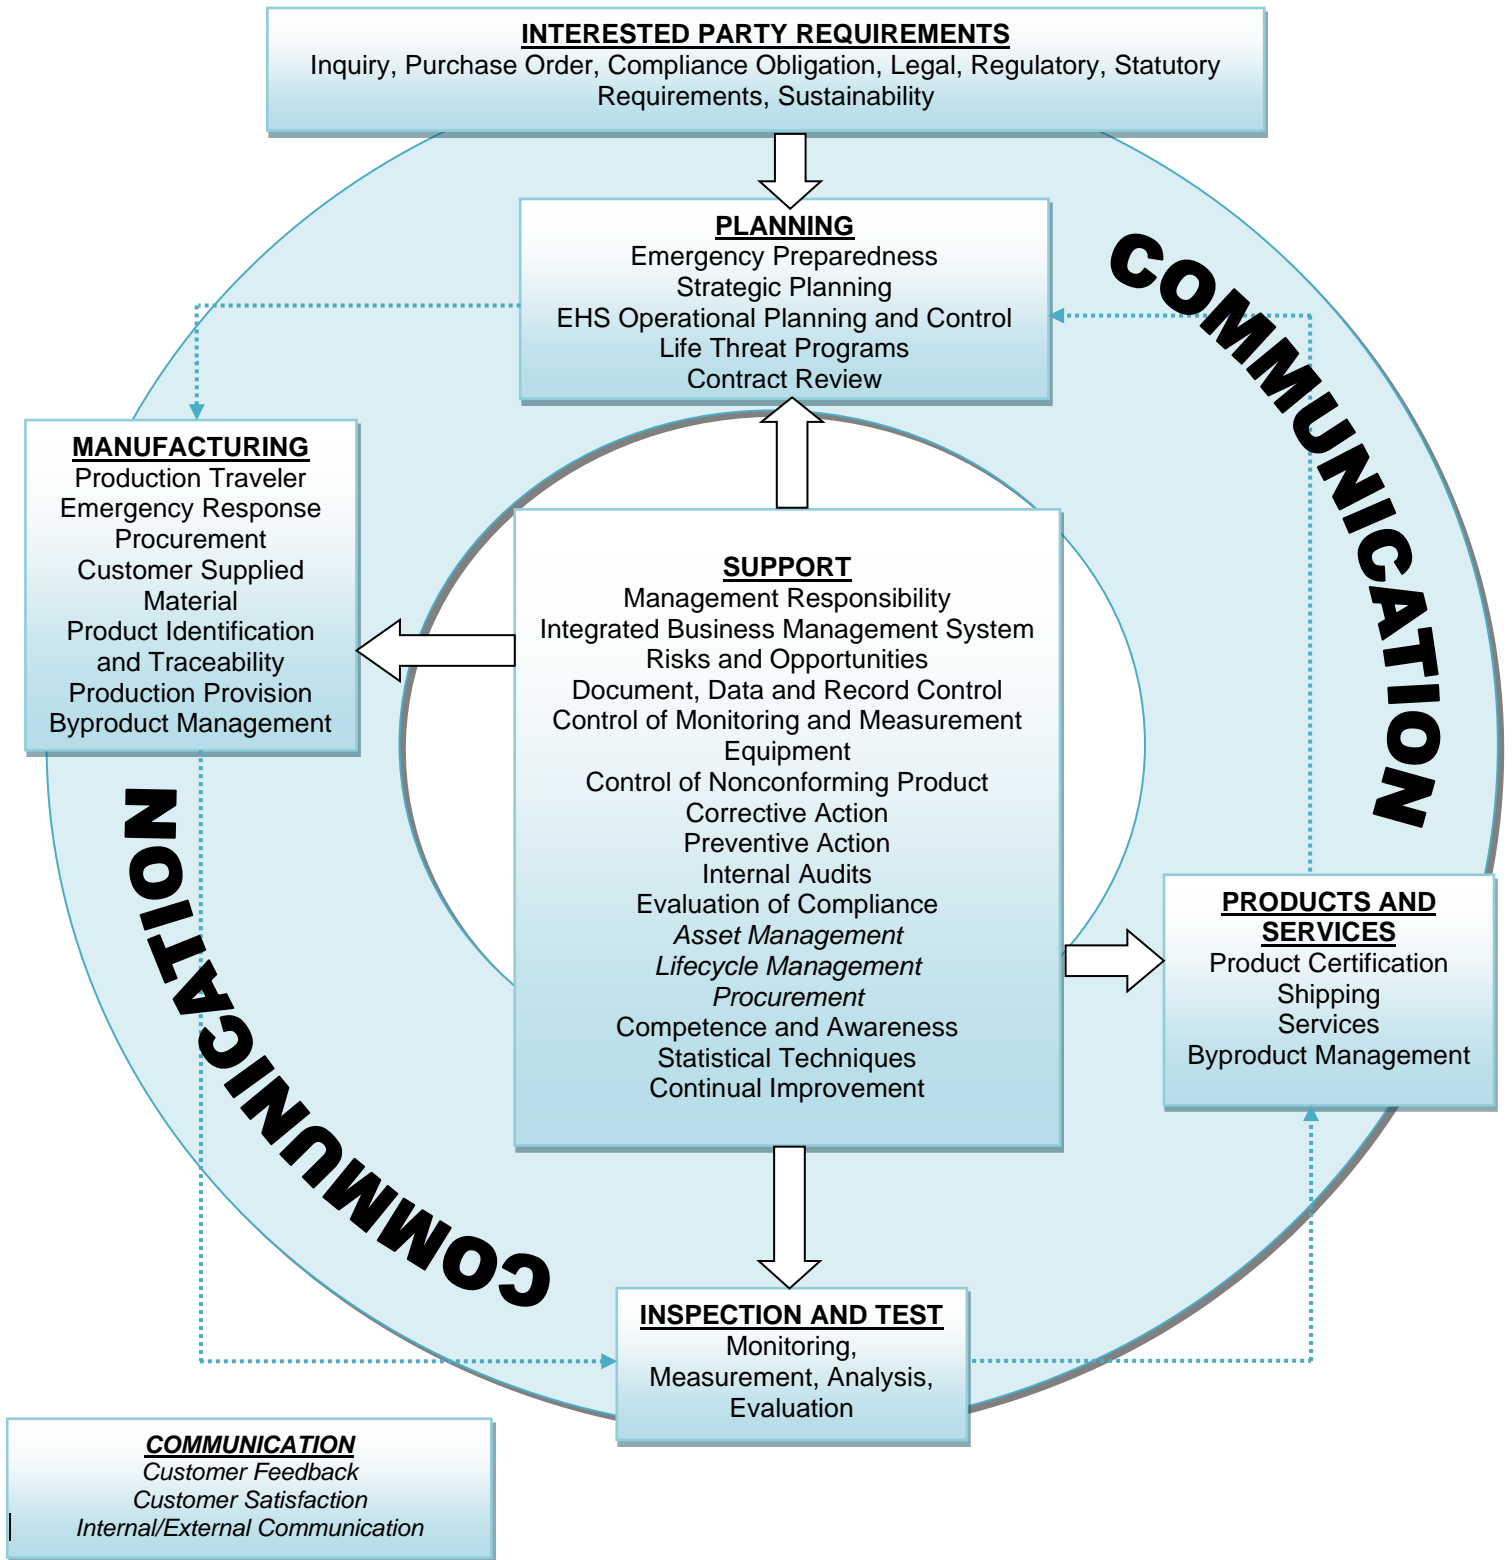 INTERESTED PARTY REQUIREMENTS
Inquiry, Purchase Order, Compliance Obligation, Legal, Regulatory, Statutory
Requirements, Sustainability
PLANNING
Emergency Preparedness
Strategic Planning
EHS Operational Planning and Control
Life Threat Programs
Contract Review
COMMUNICATION
MANUFACTURING
Production Traveler
Emergency Response
Procurement
Customer Supplied
Material
Product Identification
and Traceability
Production Provision
Byproduct Management
SUPPORT
Management Responsibility
Integrated Business Management System
Risks and Opportunities
Document, Data and Record Control
Control of Monitoring and Measurement
Equipment
Control of Nonconforming Product
Corrective Action
Preventive Action
Internal Audits
Evaluation of Compliance
Asset Management
Lifecycle Management
Procurement
Competence and Awareness
Statistical Techniques
Continual Improvement
PRODUCTS AND
SERVICES
Product Certification
Shipping
Services
Byproduct Management
COMMUNICATION
INSPECTION AND TEST
Monitoring,
Measurement, Analysis,
Evaluation
COMMUNICATION
Customer Feedback
Customer Satisfaction
Internal/External Communication